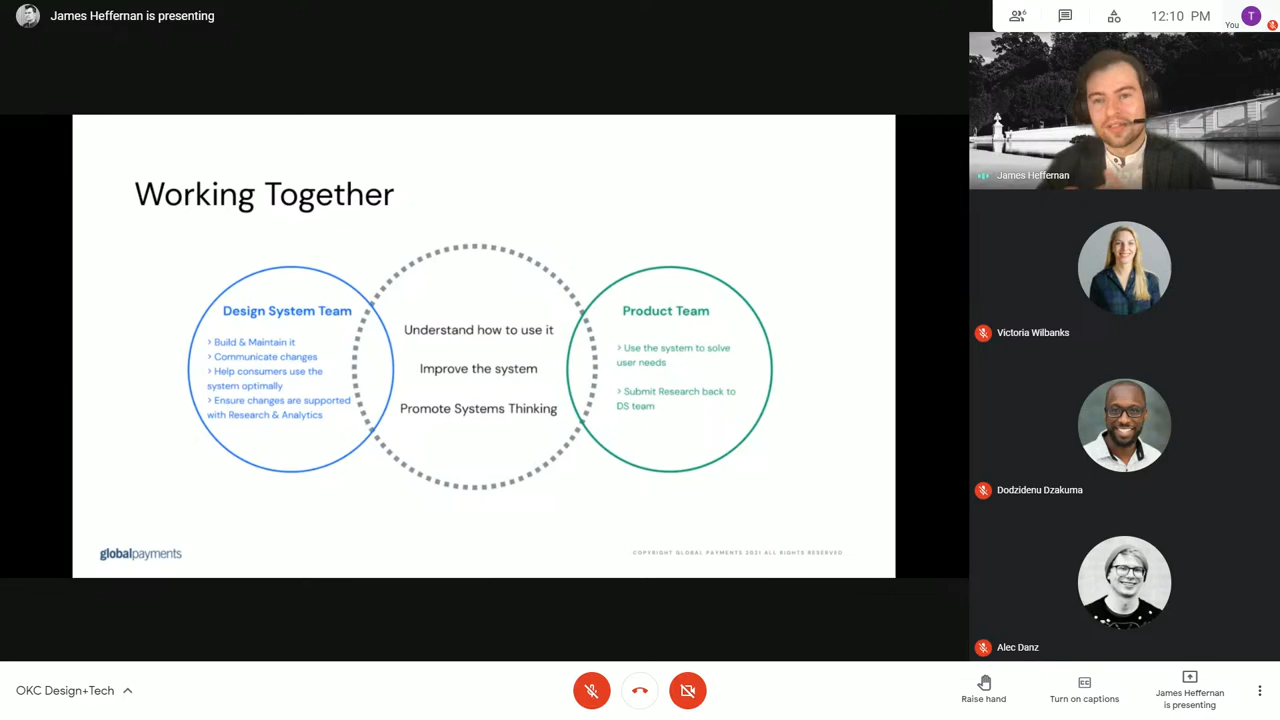 James Heffernan is presenting
6
12:10 PM
You
T
James Heffernan
Working Together
Design System Team
> Build & Maintain it
> Communicate changes
> Help consumers use the
system optimally
> Ensure changes are supported
with Research & Analytics
Understand how to use it
Improve the system
Promote Systems Thinking
Product Team
> Use the system to solve
user needs
> Submit Research back to
DS team
globalpayments
COPYRIGHT GLOBAL PAYMENTS 2021 ALL RIGHTS RESERVED
Victoria Wilbanks
Dodzidenu Dzakuma
Alec Danz
OKC Design+Tech
Raise hand
CC
Turn on captions
James Heffernan
is presenting